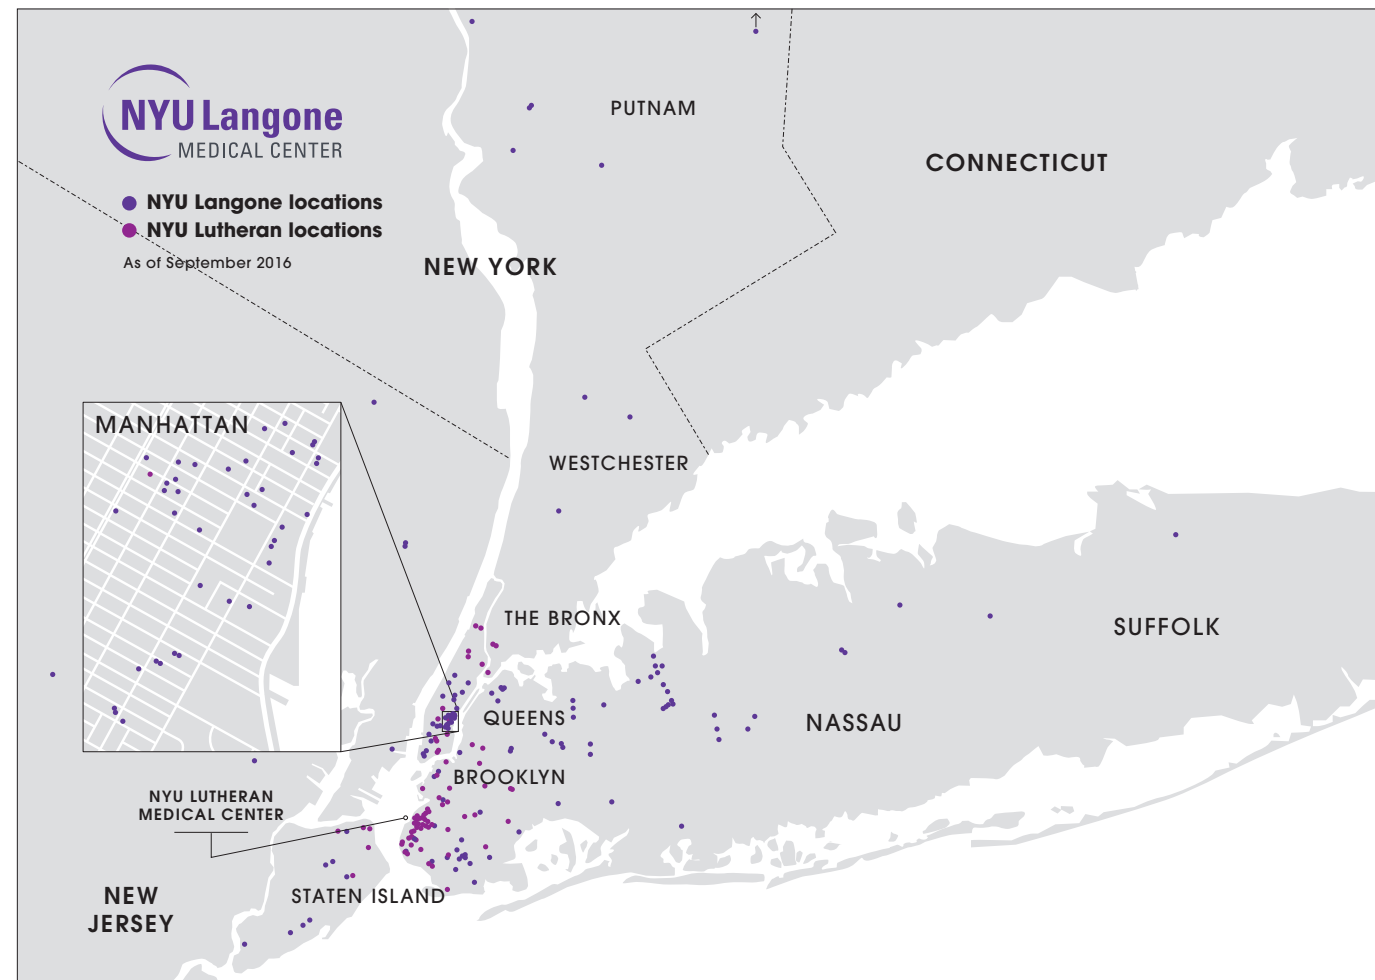 NYU Langone
MEDICAL CENTER
NYU Langone locations
NYU Lutheran locations
As of September 2016
PUTNAM
CONNECTICUT
NEW YORK
MANHATTAN
WESTCHESTER
THE BRONX
SUFFOLK
QUEENS
NASSAU
BROOKLYN
NYU LUTHERAN
MEDICAL CENTER
STATEN ISLAND
NEW
JERSEY